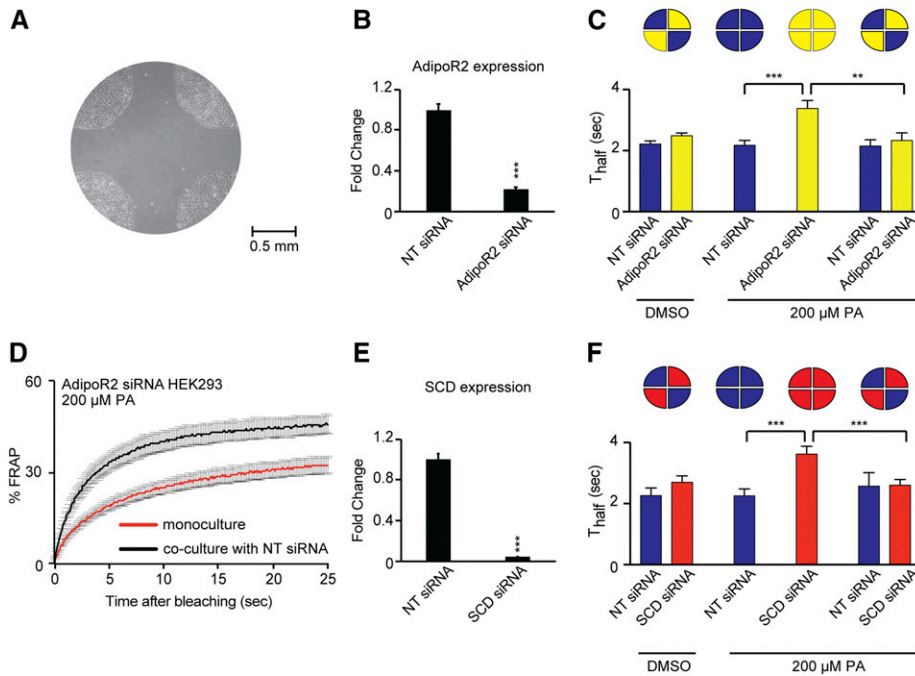 A
0.5 mm
B
AdipoR2 expression
Fold Change
1.2
0.8
0.4
0
***
NT siRNA
AdipoR2 siRNA
C
T half (sec)
4
2
0
***
**
NT siRNA
AdipoR2 siRNA
NT siRNA
AdipoR2 siRNA
NT siRNA
AdipoR2 siRNA
DMSO
200 µM PA
D
AdipoR2 siRNA HEK293
200 µM PA
% FRAP
60
30
0
monoculture
co-culture with NT siRNA
0
5
10
15
20
25
Time after bleaching (sec)
E
SCD expression
Fold Change
1.2
0.8
0.4
0
***
NT siRNA
SCD siRNA
F
T half (sec)
4
2
0
***
***
NT siRNA
SCD siRNA
NT siRNA
SCD siRNA
NT siRNA
SCD siRNA
DMSO
200 µM PA